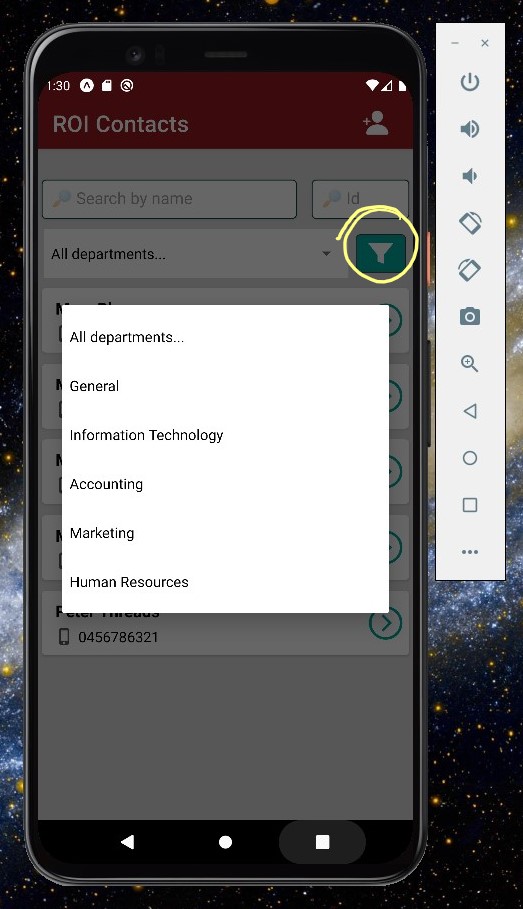 1:30
ROI Contacts
Search by name
Id
All departments...
All departments...
General
Information Technology
Accounting
Marketing
Human Resources
Peter Threads
0456786321